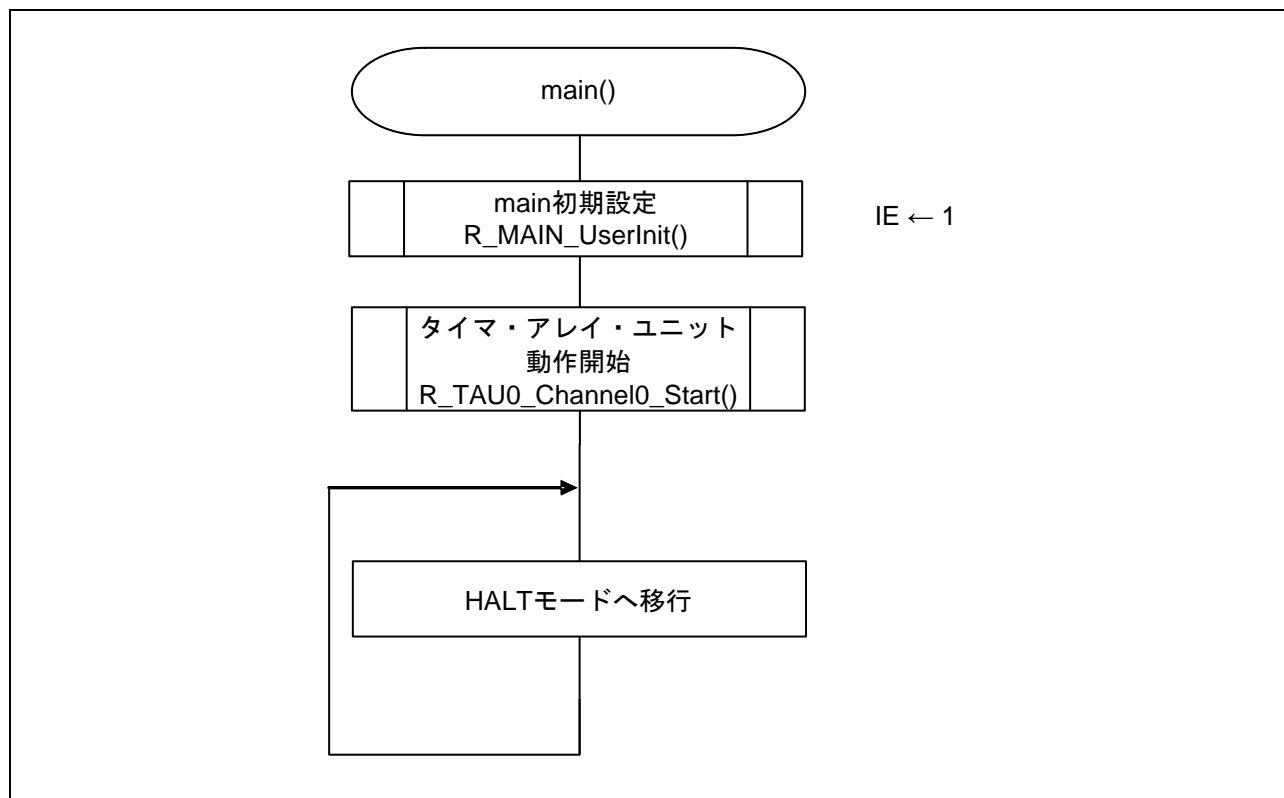 main()
main初期設定
R_MAIN_UserInit()
IE ← 1
タイマ・アレイ・ユニット
動作開始
R_TAU0_Channel0_Start()
HALTモードへ移行